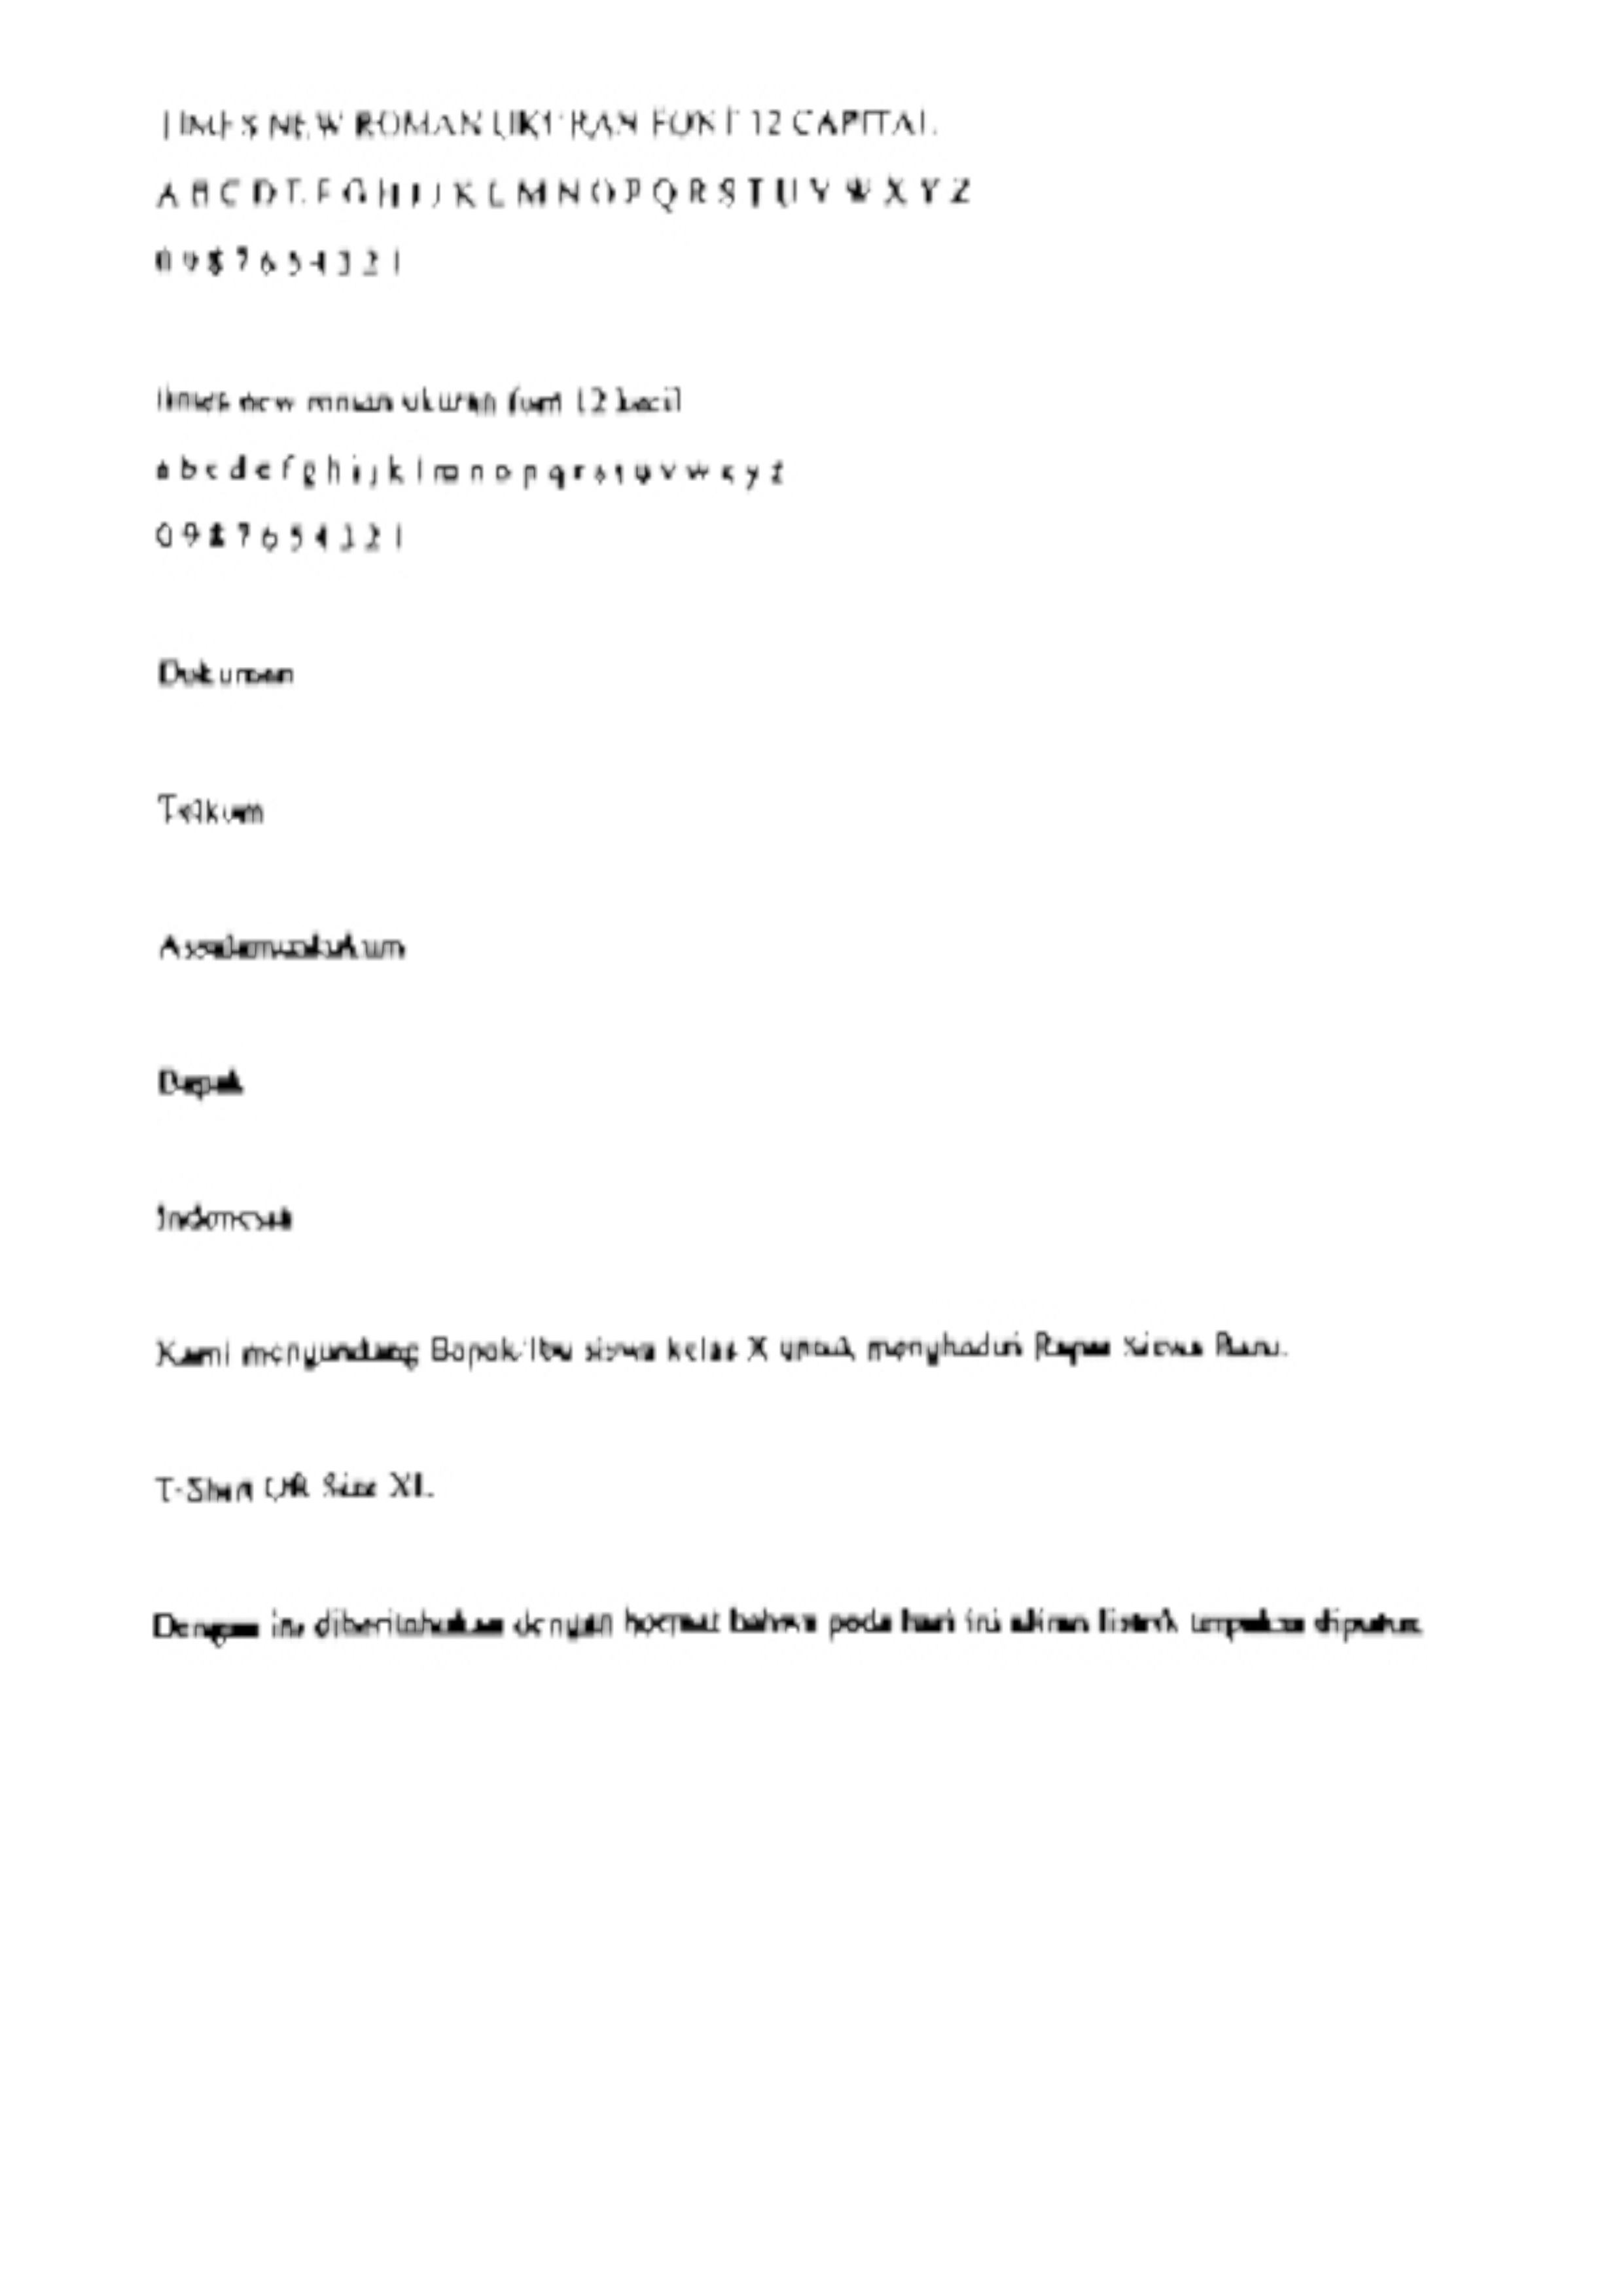 TIMES NEW ROMAN UKURAN FONT 12 CAPITAL
A B C D E F G H I J K L M N O P Q R S T U V W X Y Z
0 9 8 7 6 5 4 3 2 1
times new roman ukuran font 12 kecil
a b c d e f g h i j k l m n o p q r s t u v w x y z
0 9 8 7 6 5 4 3 2 1
Dokumen
Telkom
Bapak
Indonesia
Kami mengundang Bapak/Ibu siswa kelas X untuk menghadiri Rapat Siswa Baru.
T-Shirt Size XL
Dengan ini diberitahukan dengan hormat bahwa pada hari ini aliran listrik terpaksa diputus.